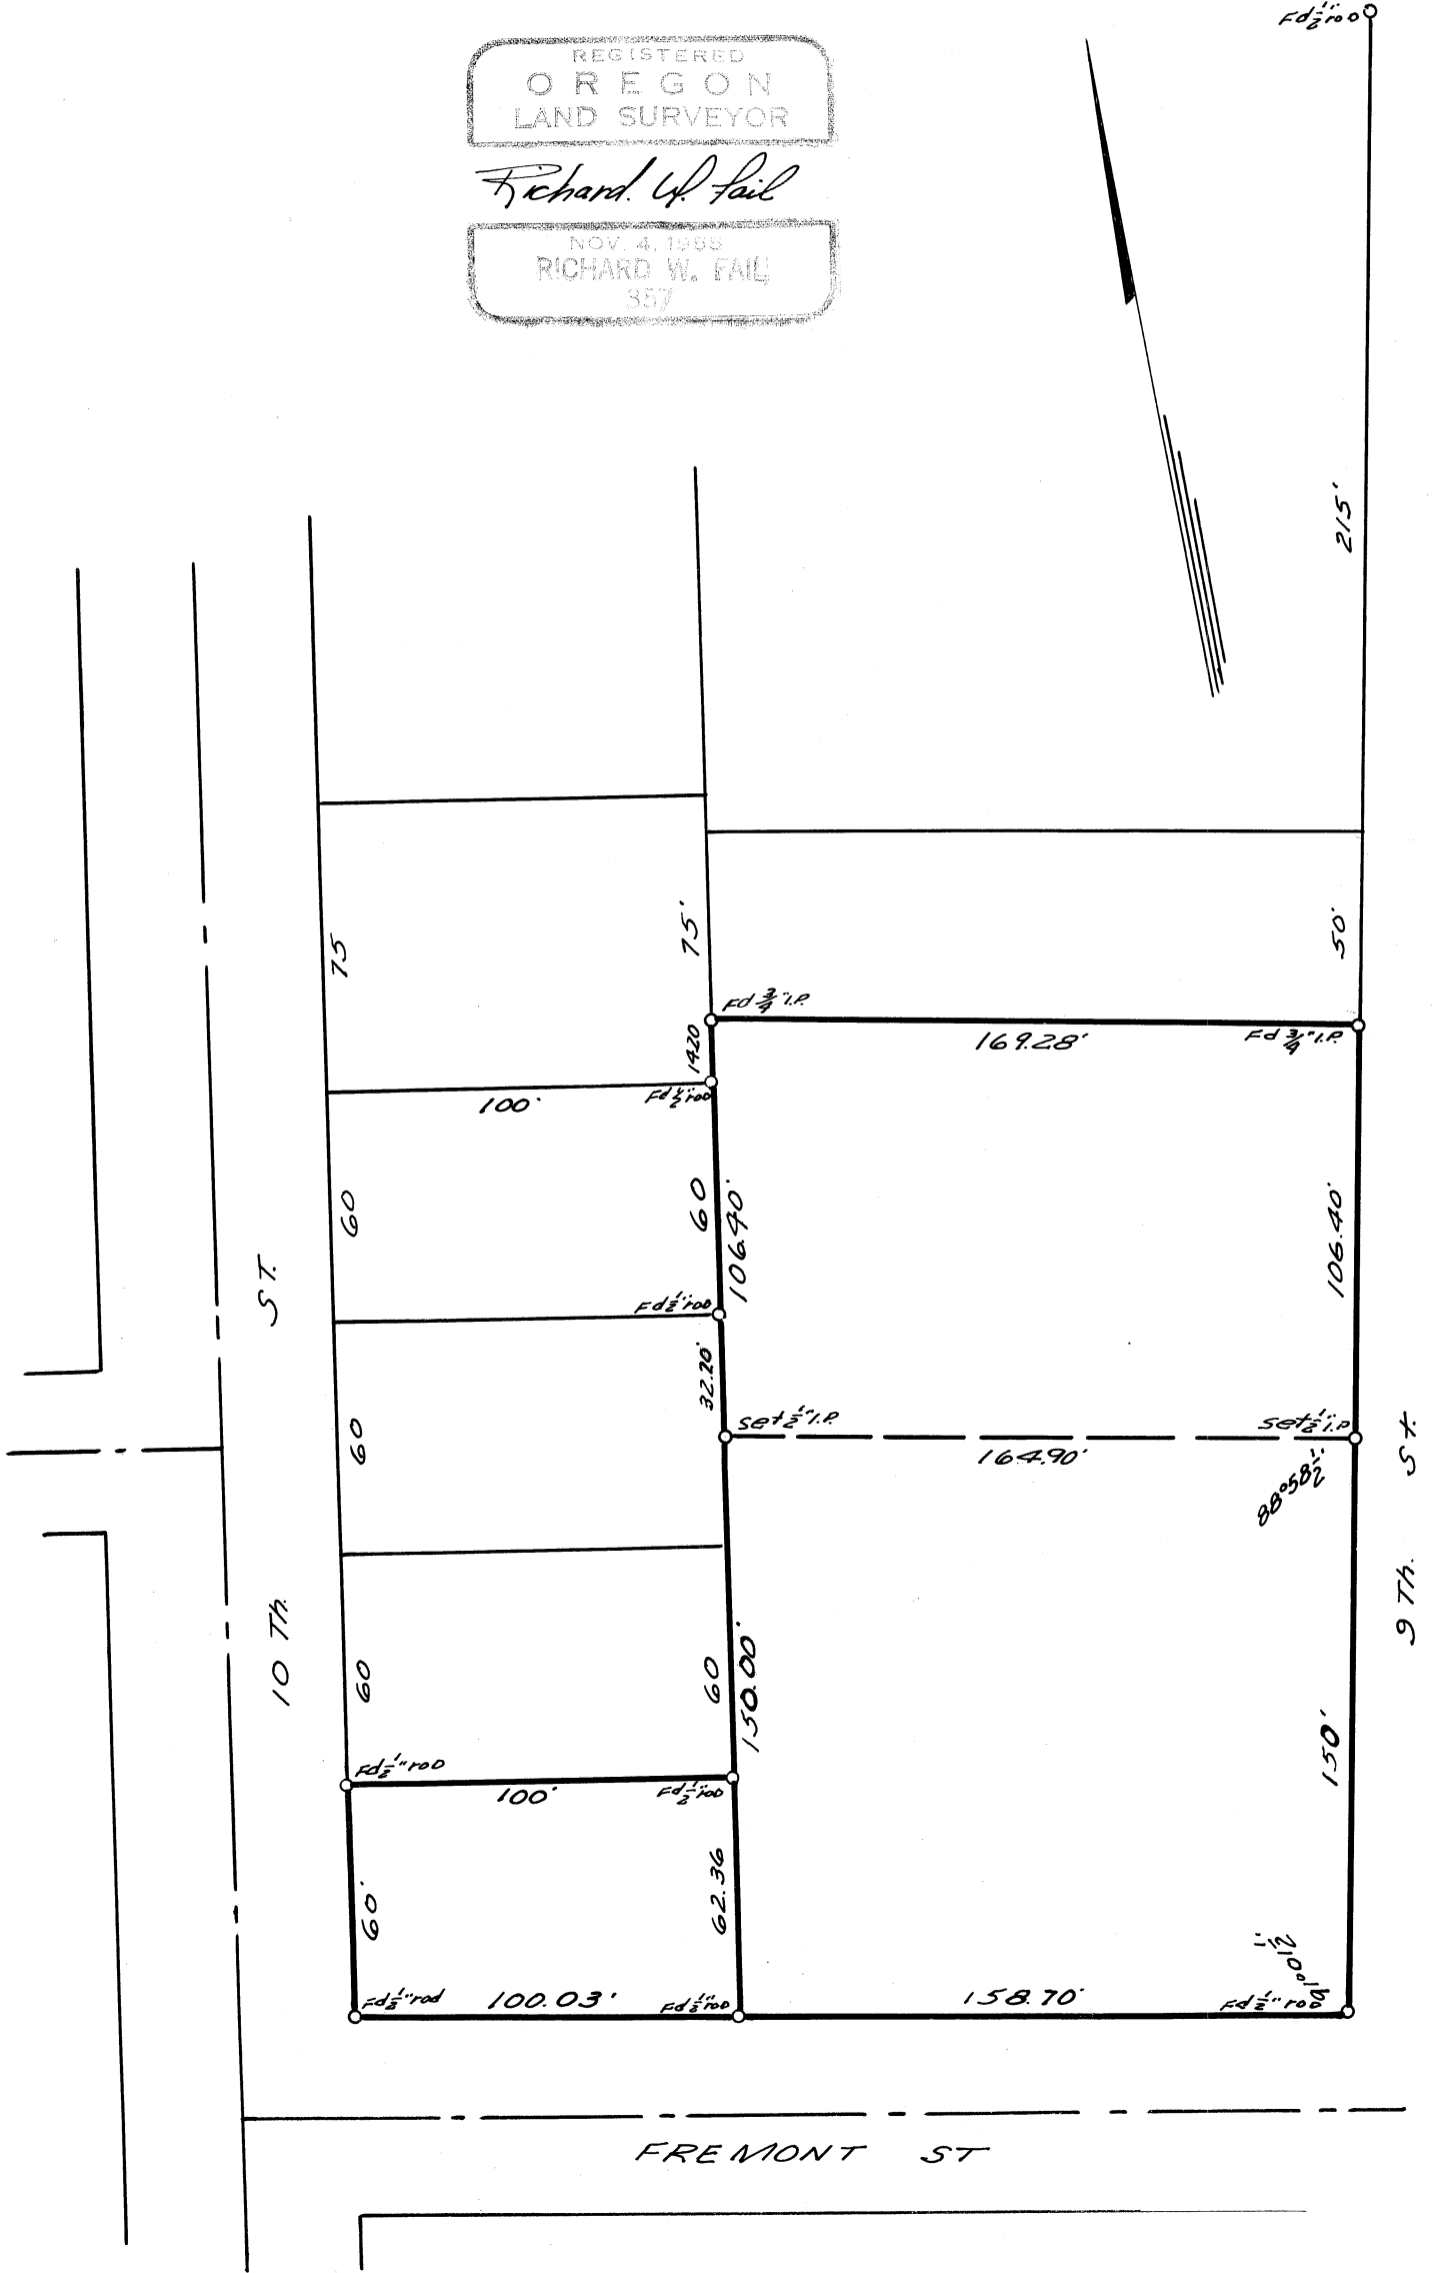 Fd ½" rod
REGISTERED
OREGON
LAND SURVEYOR
Richard. W. Fail
NOV. 4, 1965
RICHARD W. FAIL
357
215'
75
75'
50'
Fd ¾" I.P.
169.28'
Fd ¾" I.P.
14.20
100'
Fd ½" rod
60
60
106.40'
106.40'
ST.
Fd ½" rod
32.20'
60
set ½" I.P.
set ½" I.P.
164.90'
88°58½'
9 Th. St.
10 Th.
60
60
150.00'
150'
Fd ½" rod
100'
Fd ½" rod
60'
62.36
91°01½'
Fd ½" rod
100.03'
Fd ½" rod
158.70'
Fd ½" rod
FREMONT ST